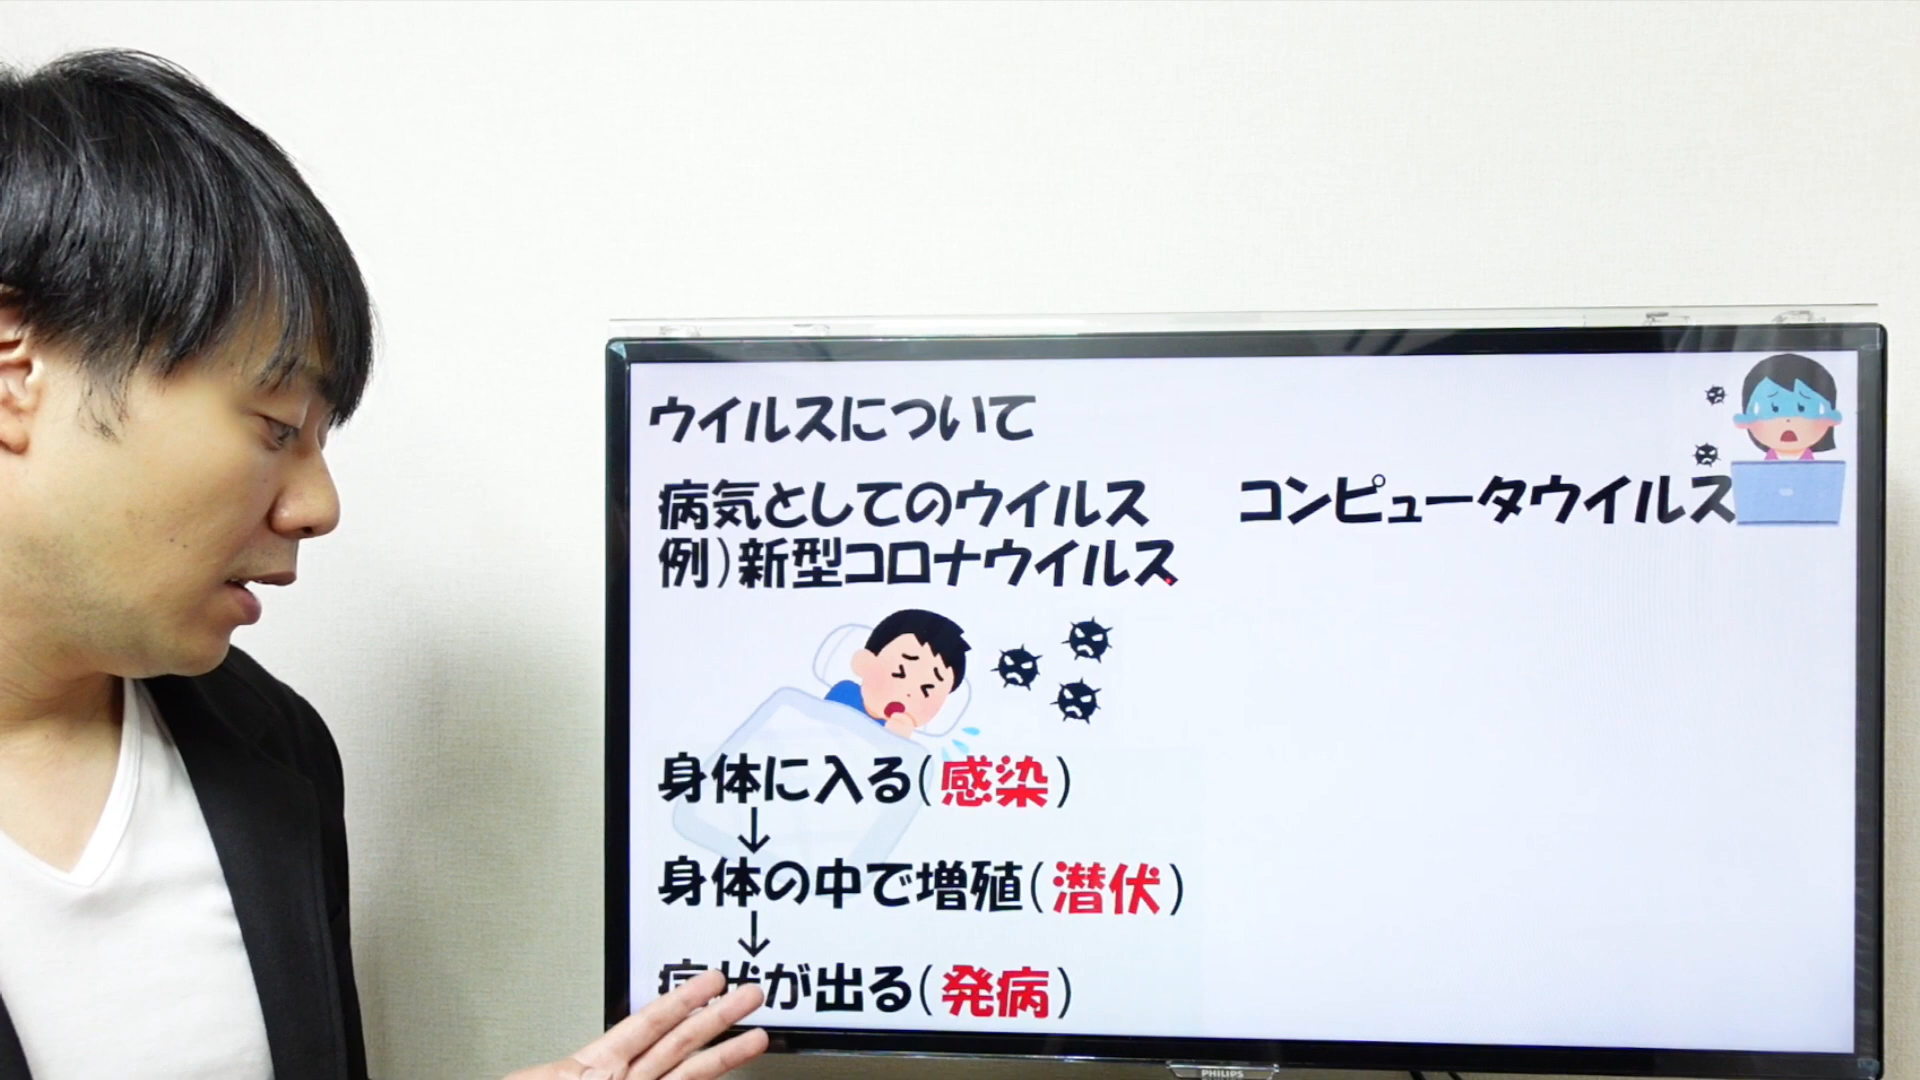 ウイルスについて
病気としてのウイルス
例)新型コロナウイルス
身体に入る(感染)
↓
身体の中で増殖(潜伏)
↓
症状が出る(発病)
コンピュータウイルス
PHILIPS